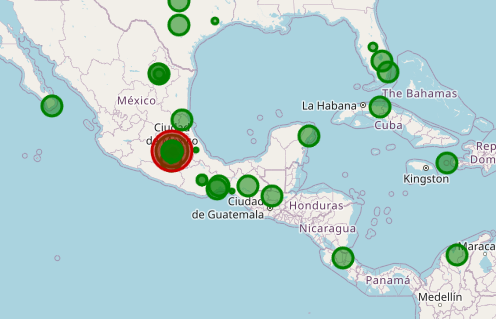 The Bahamas
La Habana
México
Cuba
Ciudad
de
Rep
Dom
Kingston
Ciudad
de Guatemala
Honduras
Nicaragua
Maraca
Panamá
Medellín